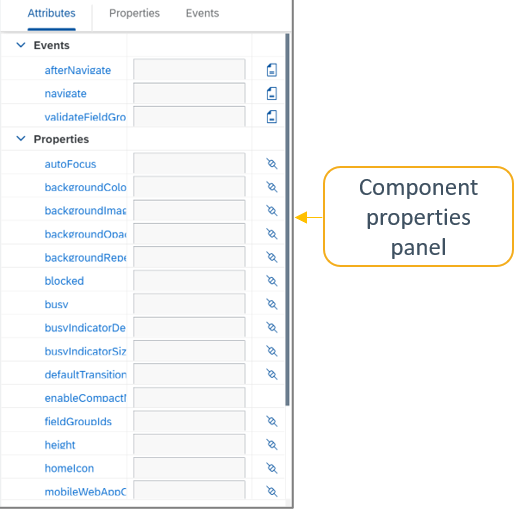 Attributes Properties Events
Events
afterNavigate
navigate
validateFieldGro
Properties
autoFocus
backgroundColo
backgroundImag
backgroundOpac
backgroundRepe
blocked
busy
busyIndicatorDe
busyIndicatorSiz
defaultTransition
enableCompact
fieldGroupIds
height
homeIcon
mobileWebAppC
Component
properties
panel